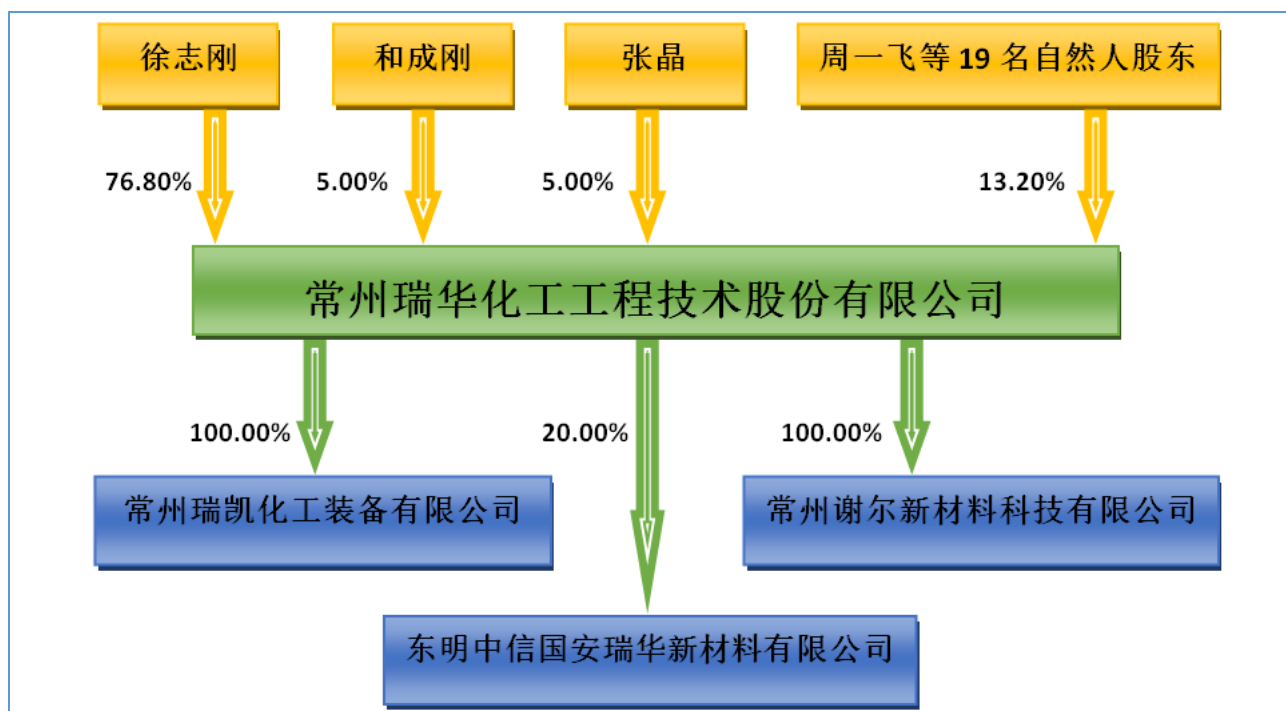 徐志刚
和成刚
张晶
周一飞等 19 名自然人股东
76.80%
5.00%
5.00%
13.20%
常州瑞华化工工程技术股份有限公司
100.00%
20.00%
100.00%
常州瑞凯化工装备有限公司
常州谢尔新材料科技有限公司
东明中信国安瑞华新材料有限公司